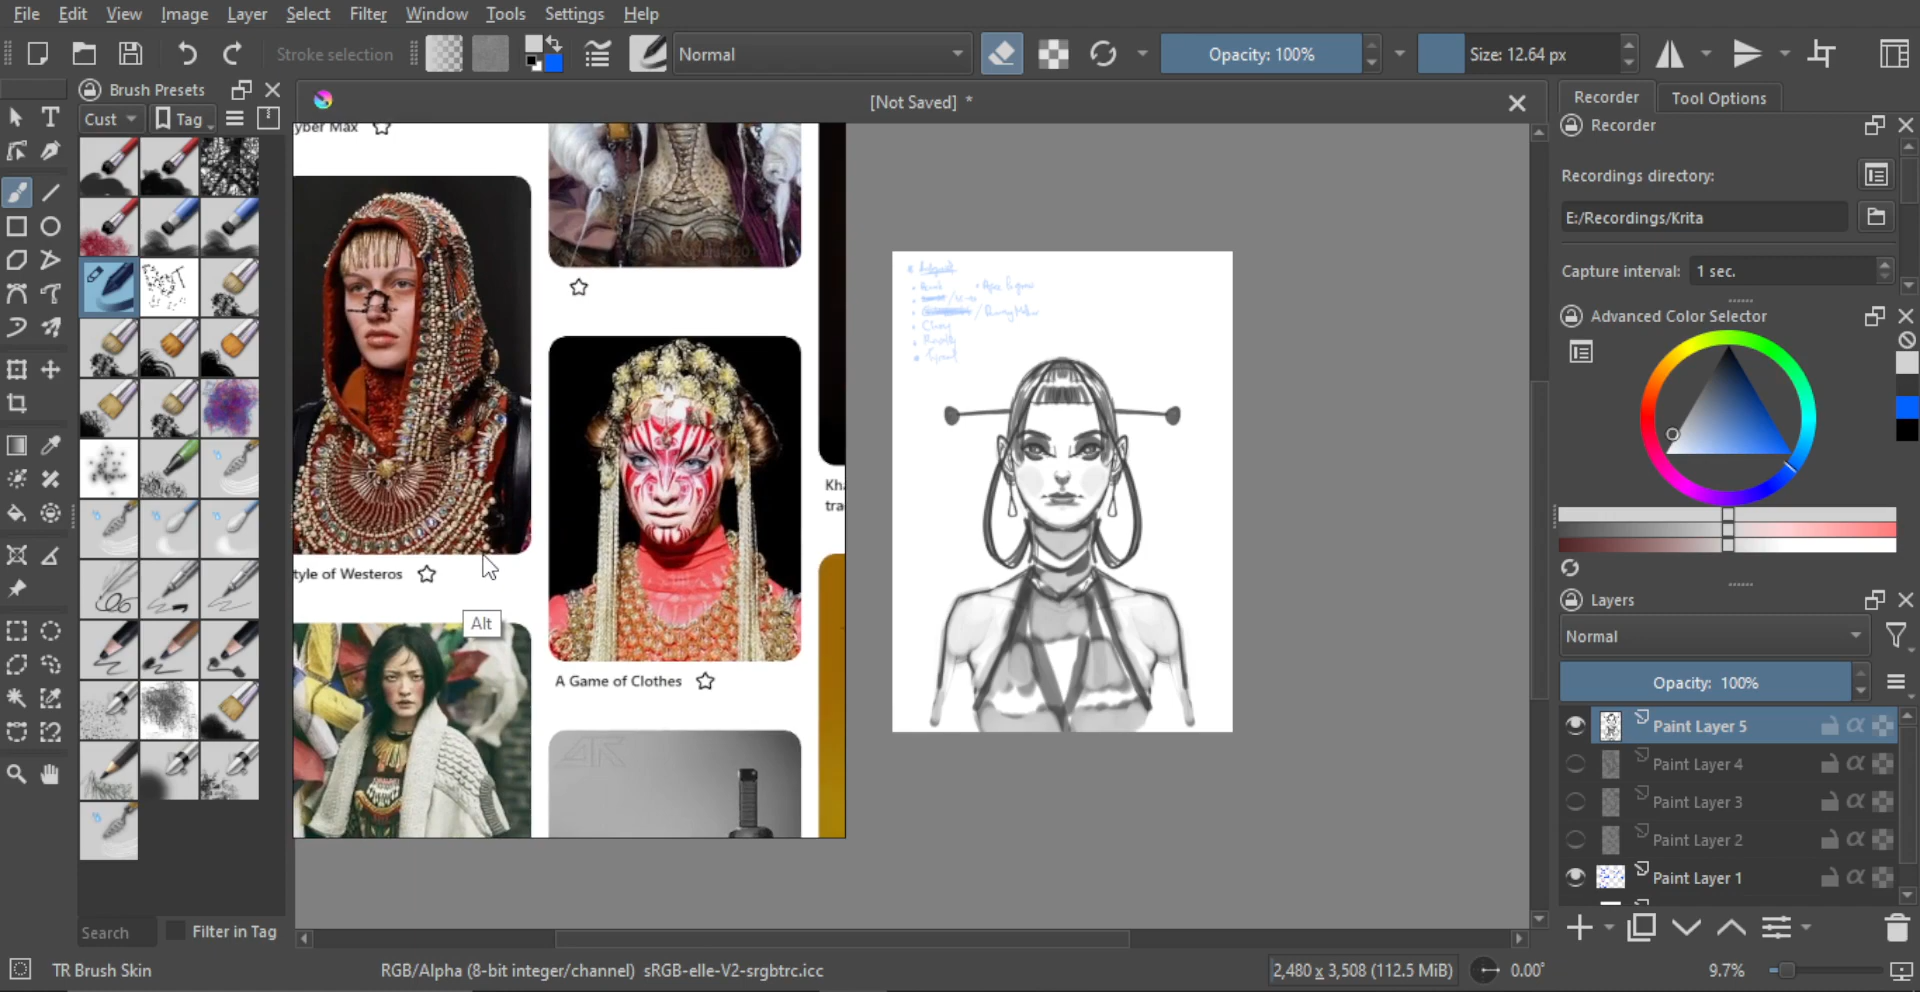 File Edit View Image Layer Select Filter Window Tools Settings Help
Stroke selection Normal Opacity: 100% Size: 12.64 px
Brush Presets
Cust Tag
[Not Saved] *
Recorder Tool Options
Recorder
Recordings directory:
E:/Recordings/Krita
Capture interval: 1 sec.
Advanced Color Selector
yber Max
Kha
tra
tyle of Westeros
Alt
A Game of Clothes
Layers
Normal
Opacity: 100%
Paint Layer 5
Paint Layer 4
Paint Layer 3
Paint Layer 2
Paint Layer 1
Search Filter in Tag
TR Brush Skin RGB/Alpha (8-bit integer/channel) sRGB-elle-V2-srgbtrc.icc 2,480 x 3,508 (112.5 MiB) 0.00° 9.7%